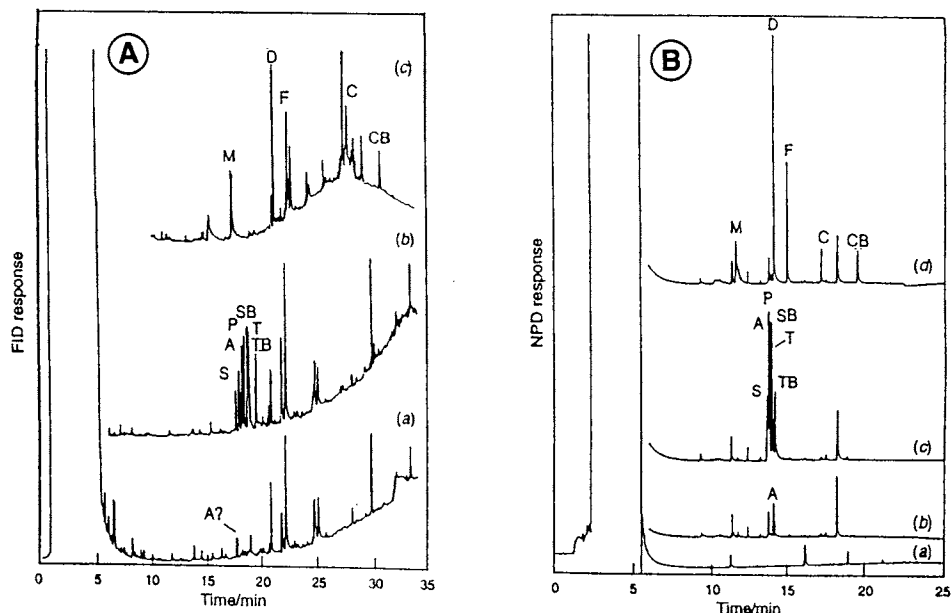 A
(c)
D
F
C
M
CB
(b)
SB
P T
A TB
S
(a)
A?
FID response
0 5 10 15 20 25 30 35
Time/min
B
D
F
M
C CB
(d)
P
SB
A
T
S TB
(c)
A
(b)
(a)
NPD response
0 5 10 15 20 25
Time/min